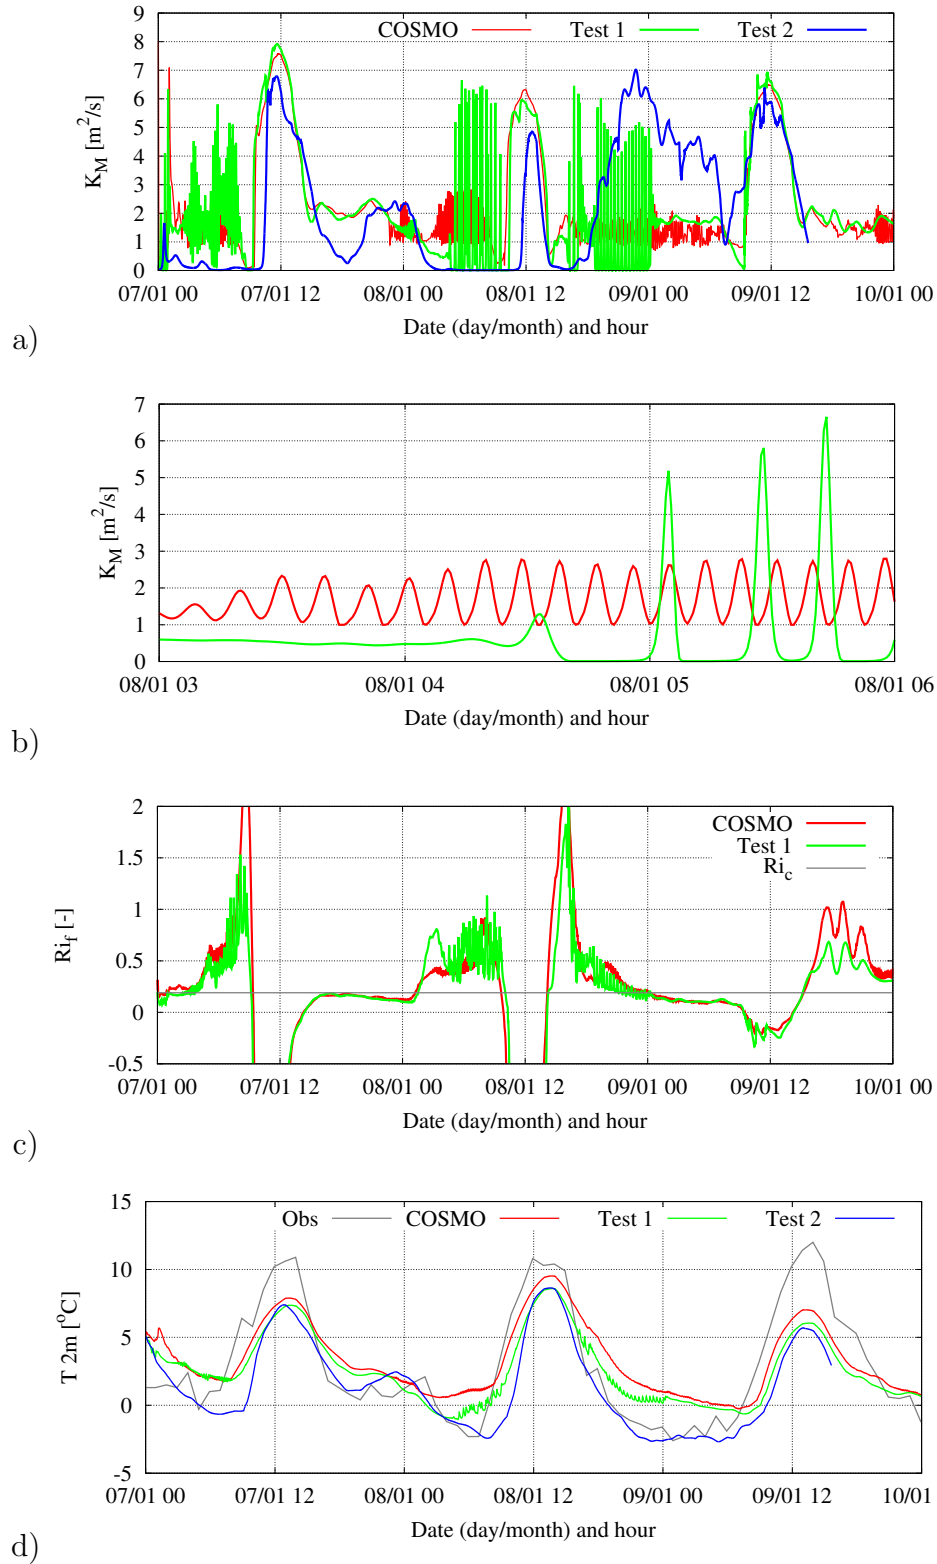 COSMO Test 1 Test 2
9
8
7
6
5
4
3
2
1
0
K_M [m^2/s]
07/01 00 07/01 12 08/01 00 08/01 12 09/01 00 09/01 12 10/01 00
Date (day/month) and hour
a)
7
6
5
4
3
2
1
0
K_M [m^2/s]
08/01 03 08/01 04 08/01 05 08/01 06
Date (day/month) and hour
b)
COSMO
Test 1
Ri_c
2
1.5
1
0.5
0
-0.5
Ri_f [-]
07/01 00 07/01 12 08/01 00 08/01 12 09/01 00 09/01 12 10/01 00
Date (day/month) and hour
c)
Obs COSMO Test 1 Test 2
15
10
5
0
-5
T 2m [°C]
07/01 00 07/01 12 08/01 00 08/01 12 09/01 00 09/01 12 10/01
Date (day/month) and hour
d)